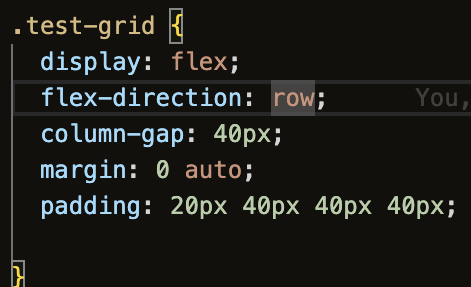 .test-grid {
display: flex;
flex-direction: row; You,
column-gap: 40px;
margin: 0 auto;
padding: 20px 40px 40px 40px;
}